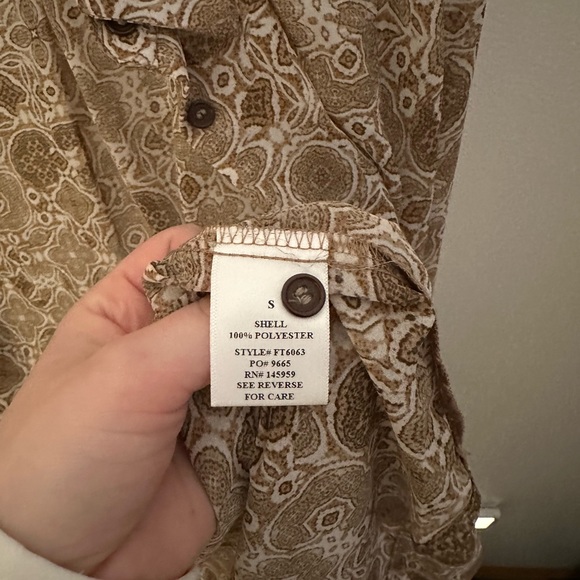 S
SHELL
100% POLYESTER
STYLE# FT6063
PO# 9665
RN# 145959
SEE REVERSE
FOR CARE